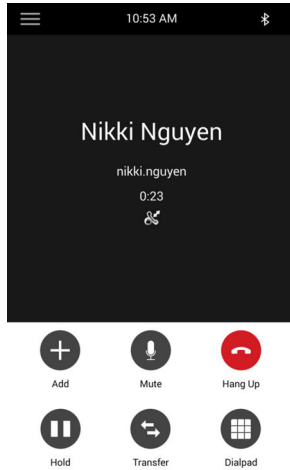 10:53 AM
Nikki Nguyen
nikki.nguyen
0:23
Add Mute Hang Up
Hold Transfer Dialpad